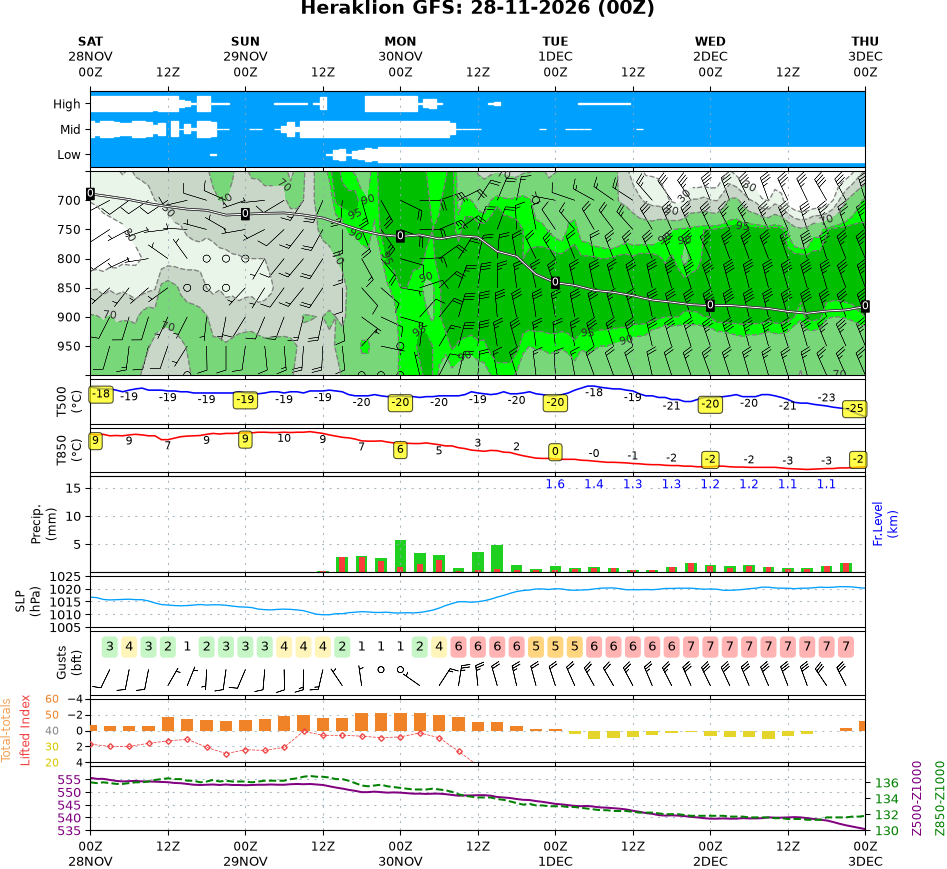 Heraklion GFS: 28-11-2026 (00Z)
SAT SUN MON TUE WED THU
28NOV 29NOV 30NOV 1DEC 2DEC 3DEC
00Z 12Z 00Z 12Z 00Z 12Z 00Z 12Z 00Z 12Z 00Z
High
Mid
Low
700
750
800
850
900
950
0 0 0 0 0 0
T500 (°C)
-18 -19 -19 -19 -19 -19 -19 -20 -20 -20 -19 -20 -20 -18 -19 -21 -20 -20 -21 -23 -25
T850 (°C)
9 9 7 9 9 10 9 7 6 5 3 2 0 -0 -1 -2 -2 -2 -3 -3 -2
1.6 1.4 1.3 1.3 1.2 1.2 1.1 1.1
Precip. (mm)
15
10
5
Fr.Level (km)
SLP (hPa)
1025
1020
1015
1010
1005
Gusts (bft)
3 4 3 2 1 2 3 3 3 4 4 4 2 1 1 1 2 4 6 6 6 6 5 5 5 6 6 6 6 6 7 7 7 7 7 7 7 7 7
Total-totals
Lifted Index
60 −4
50 −2
40 0
30 2
20 4
555
550
545
540
535
136
134
132
130
Z500-Z1000
Z850-Z1000
00Z 12Z 00Z 12Z 00Z 12Z 00Z 12Z 00Z 12Z 00Z
28NOV 29NOV 30NOV 1DEC 2DEC 3DEC